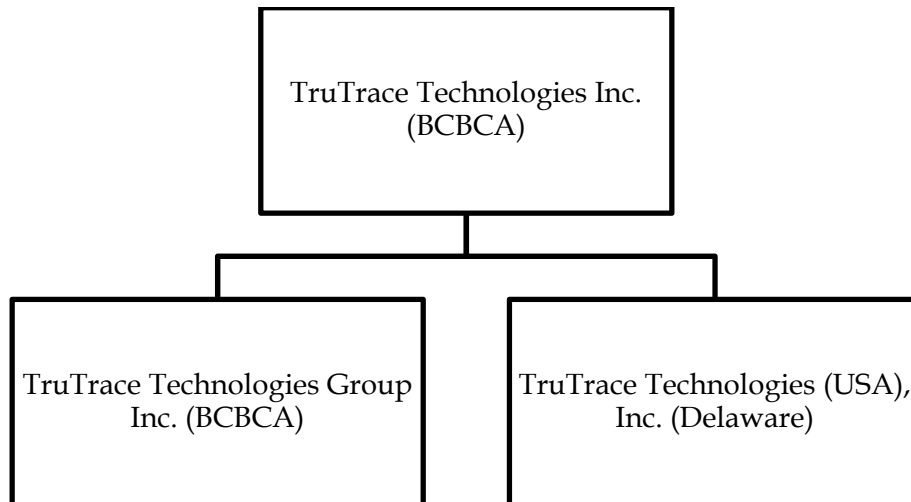 TruTrace Technologies Inc.
(BCBCA)
TruTrace Technologies Group
Inc. (BCBCA)
TruTrace Technologies (USA),
Inc. (Delaware)